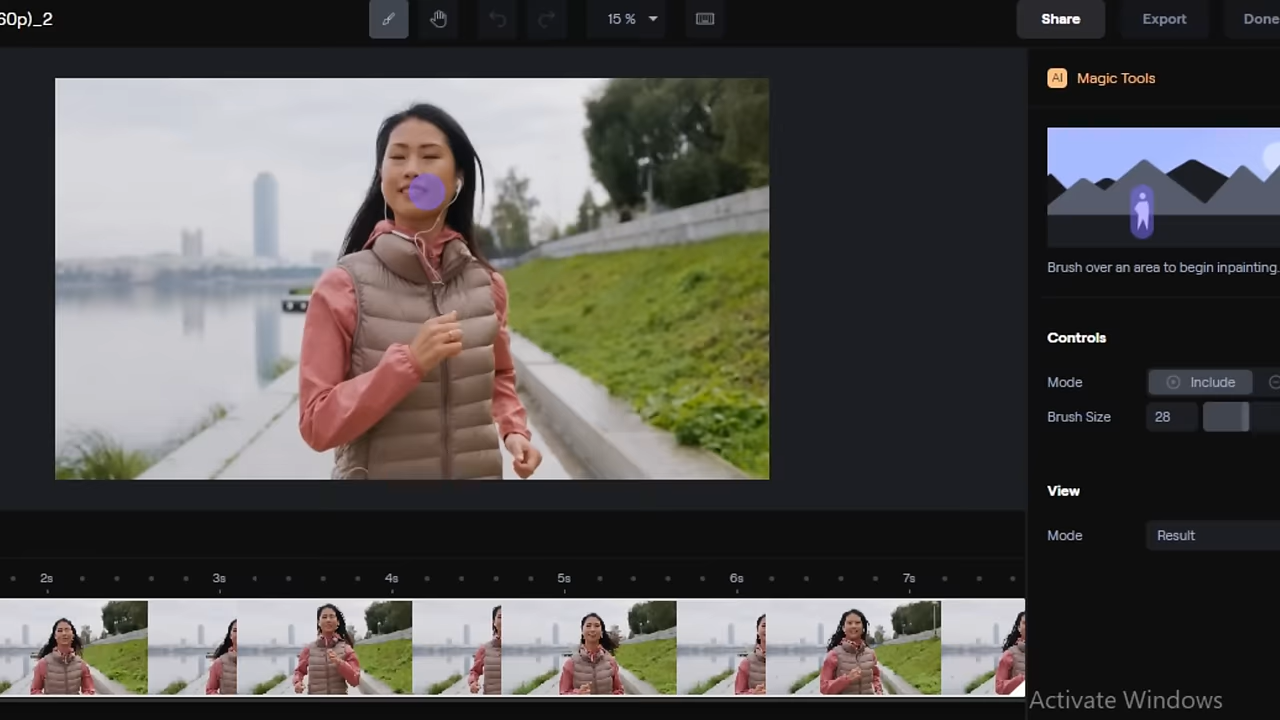 60p)_2
15 %
Share
Export
Done
AI Magic Tools
Brush over an area to begin inpainting.
Controls
Mode
Include
Brush Size
28
View
Mode
Result
2s
3s
4s
5s
6s
7s
Activate Windows